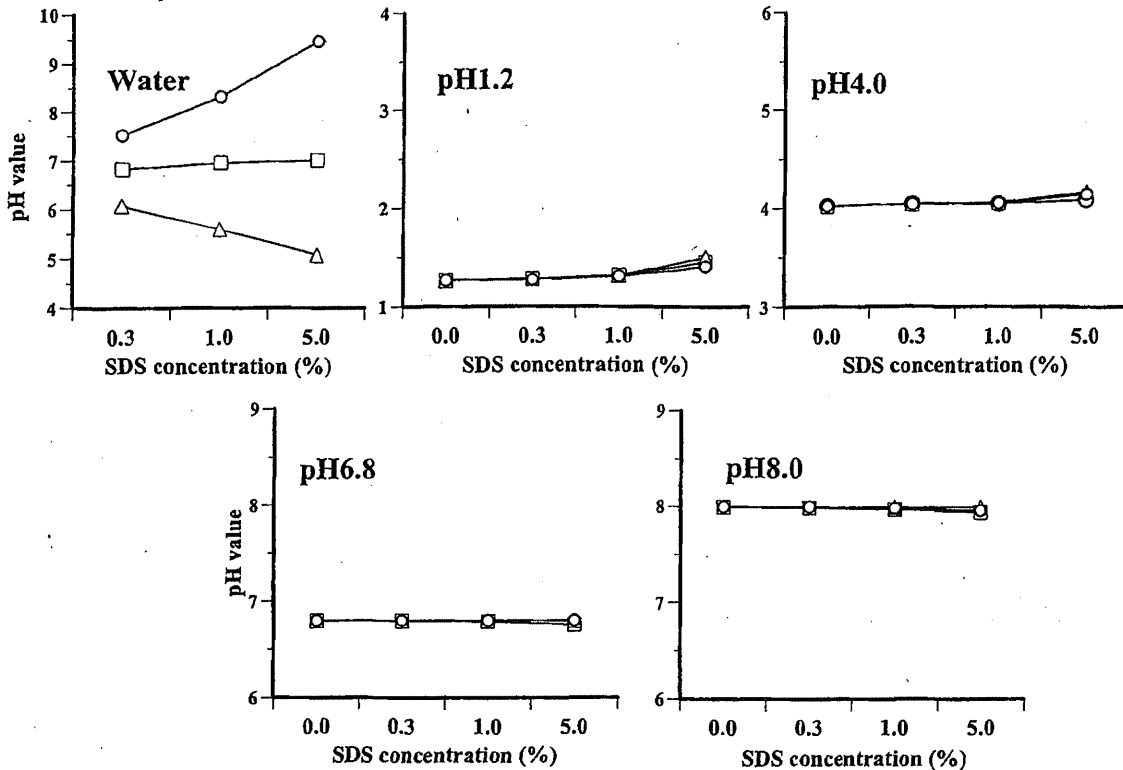 Water
pH value
10
9
8
7
6
5
4
0.3 1.0 5.0
SDS concentration (%)
pH1.2
4
3
2
1
0.0 0.3 1.0 5.0
SDS concentration (%)
pH4.0
6
5
4
3
0.0 0.3 1.0 5.0
SDS concentration (%)
pH6.8
pH value
9
8
7
6
0.0 0.3 1.0 5.0
SDS concentration (%)
pH8.0
9
8
7
6
0.0 0.3 1.0 5.0
SDS concentration (%)